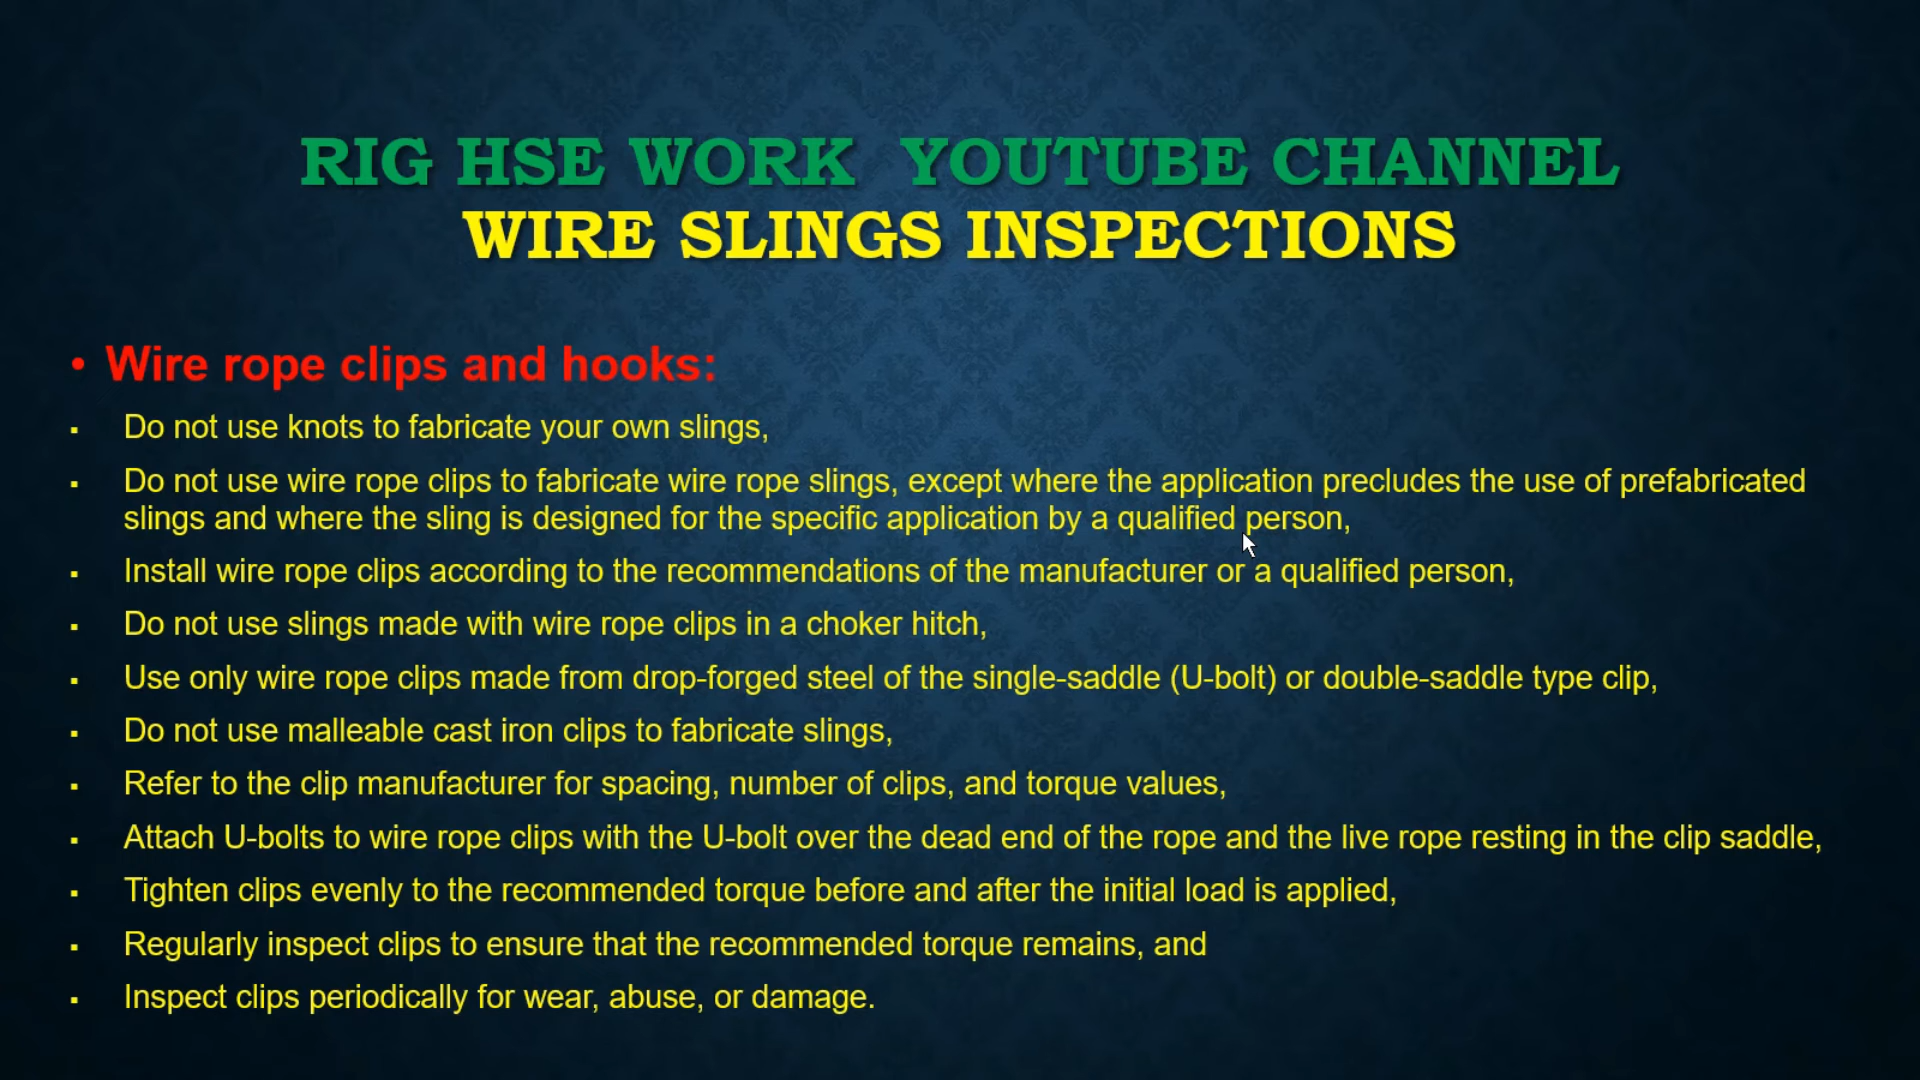 RIG HSE WORK YOUTUBE CHANNEL
WIRE SLINGS INSPECTIONS
• Wire rope clips and hooks:
▪ Do not use knots to fabricate your own slings,
▪ Do not use wire rope clips to fabricate wire rope slings, except where the application precludes the use of prefabricated
slings and where the sling is designed for the specific application by a qualified person,
▪ Install wire rope clips according to the recommendations of the manufacturer or a qualified person,
▪ Do not use slings made with wire rope clips in a choker hitch,
▪ Use only wire rope clips made from drop-forged steel of the single-saddle (U-bolt) or double-saddle type clip,
▪ Do not use malleable cast iron clips to fabricate slings,
▪ Refer to the clip manufacturer for spacing, number of clips, and torque values,
▪ Attach U-bolts to wire rope clips with the U-bolt over the dead end of the rope and the live rope resting in the clip saddle,
▪ Tighten clips evenly to the recommended torque before and after the initial load is applied,
▪ Regularly inspect clips to ensure that the recommended torque remains, and
▪ Inspect clips periodically for wear, abuse, or damage.